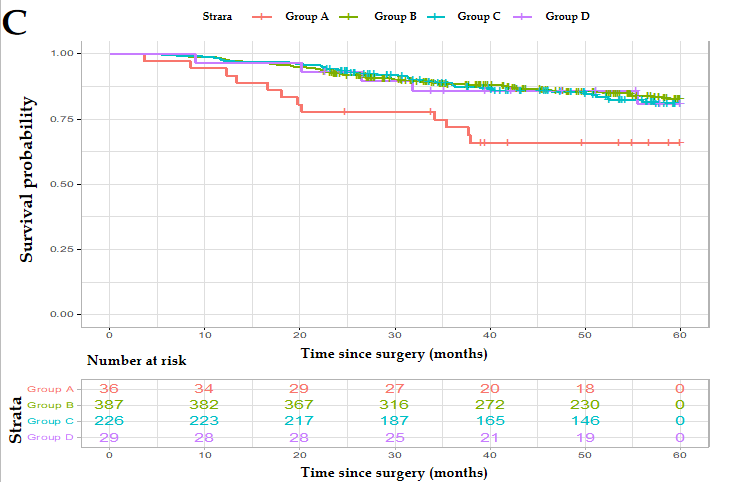 C
Strara Group A Group B Group C Group D
Survival probability
1.00
0.75
0.50
0.25
0.00
0 10 20 30 40 50 60
Time since surgery (months)
Number at risk
Strata
Group A 36 34 29 27 20 18 0
Group B 387 382 367 316 272 230 0
Group C 226 223 217 187 165 146 0
Group D 29 28 28 25 21 19 0
0 10 20 30 40 50 60
Time since surgery (months)